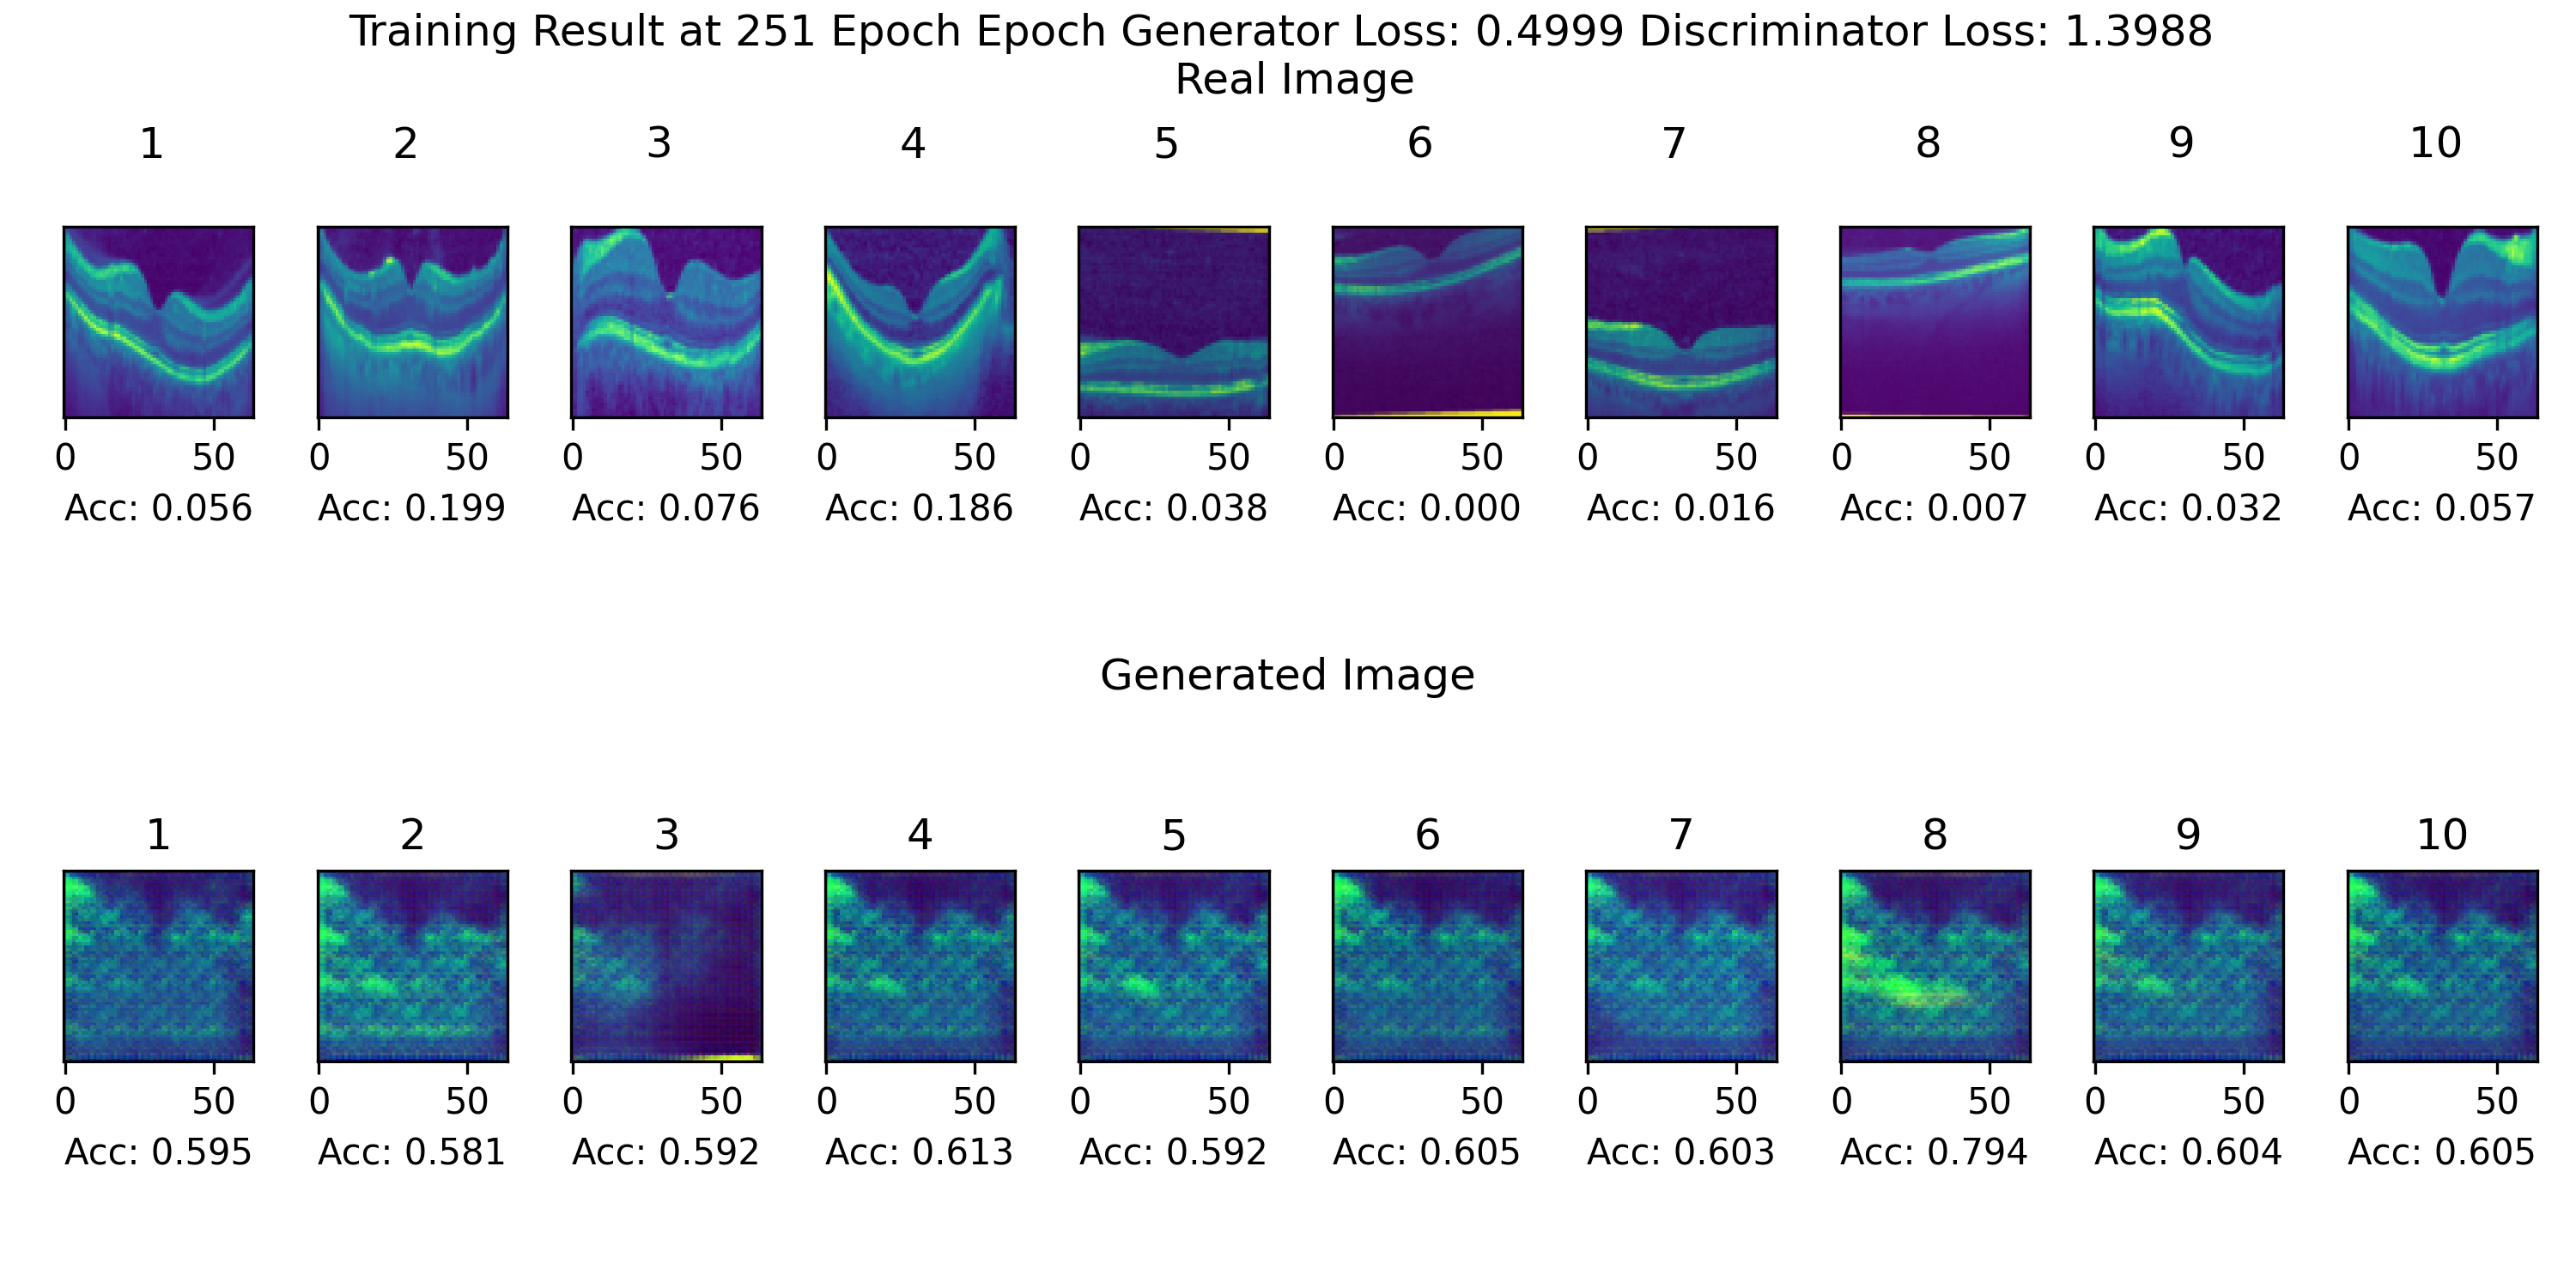 Training Result at 251 Epoch Epoch Generator Loss: 0.4999 Discriminator Loss: 1.3988
Real Image
1 2 3 4 5 6 7 8 9 10
0 50 0 50 0 50 0 50 0 50 0 50 0 50 0 50 0 50 0 50
Acc: 0.056 Acc: 0.199 Acc: 0.076 Acc: 0.186 Acc: 0.038 Acc: 0.000 Acc: 0.016 Acc: 0.007 Acc: 0.032 Acc: 0.057
Generated Image
1 2 3 4 5 6 7 8 9 10
0 50 0 50 0 50 0 50 0 50 0 50 0 50 0 50 0 50 0 50
Acc: 0.595 Acc: 0.581 Acc: 0.592 Acc: 0.613 Acc: 0.592 Acc: 0.605 Acc: 0.603 Acc: 0.794 Acc: 0.604 Acc: 0.605